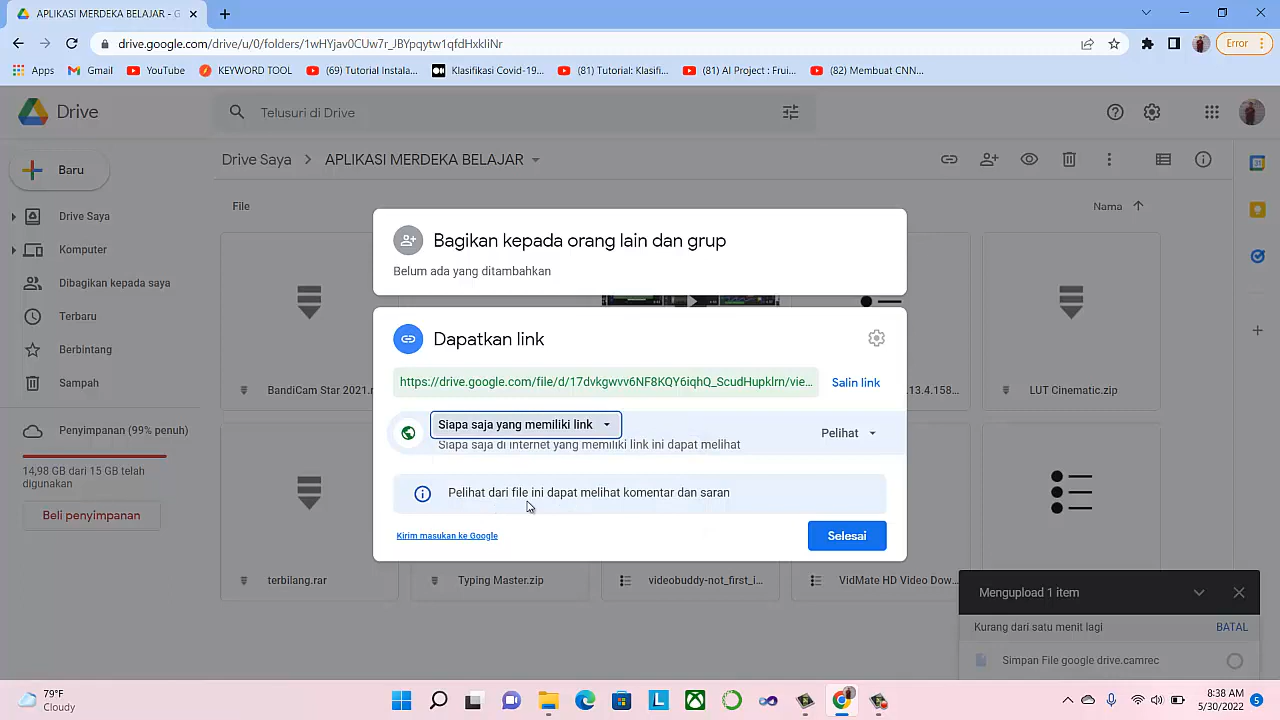 APLIKASI MERDEKA BELAJAR - G
drive.google.com/drive/u/0/folders/1wHYjav0CUw7r_JBYpqytw1qfdHxkliNr
Error
Apps
Gmail
YouTube
KEYWORD TOOL
(69) Tutorial Instala...
Klasifikasi Covid-19...
(81) Tutorial: Klasifi...
(81) AI Project : Frui...
(82) Membuat CNN...
Drive
Telusuri di Drive
Baru
Drive Saya
APLIKASI MERDEKA BELAJAR
File
Nama
Drive Saya
Komputer
Dibagikan kepada saya
Terbaru
Berbintang
Sampah
Penyimpanan (99% penuh)
14,98 GB dari 15 GB telah
digunakan
Beli penyimpanan
Bagikan kepada orang lain dan grup
Belum ada yang ditambahkan
Dapatkan link
https://drive.google.com/file/d/17dvkgwvv6NF8KQY6iqhQ_ScudHupklrn/vie...
Salin link
Siapa saja yang memiliki link
Siapa saja di internet yang memiliki link ini dapat melihat
Pelihat
Pelihat dari file ini dapat melihat komentar dan saran
Kirim masukan ke Google
Selesai
BandiCam Star 2021.r
.13.4.158...
LUT Cinematic.zip
terbilang.rar
Typing Master.zip
videobuddy-not_first_i...
VidMate HD Video Dow...
Mengupload 1 item
Kurang dari satu menit lagi
BATAL
Simpan File google drive.camrec
79°F
Cloudy
8:38 AM
5/30/2022
5